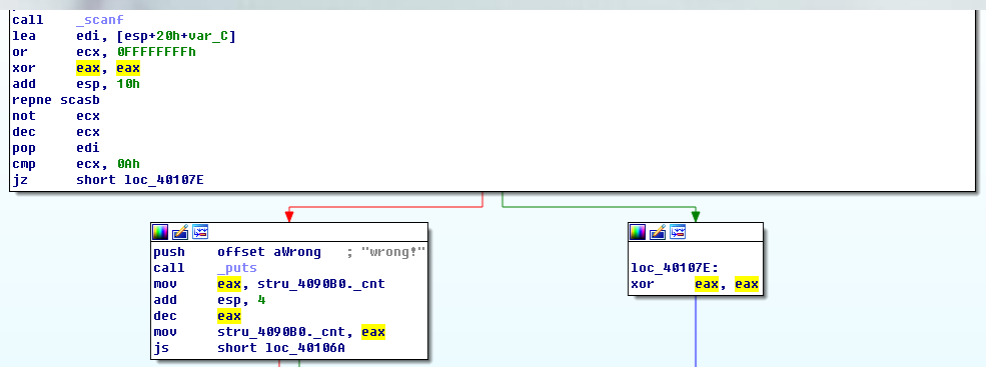 call _scanf
lea edi, [esp+20h+var_C]
or ecx, 0FFFFFFFFh
xor eax, eax
add esp, 10h
repne scasb
not ecx
dec ecx
pop edi
cmp ecx, 0Ah
jz short loc_40107E
push offset aWrong ; "wrong!"
call _puts
mov eax, stru_4090B0._cnt
add esp, 4
dec eax
mov stru_4090B0._cnt, eax
js short loc_40106A
loc_40107E:
xor eax, eax